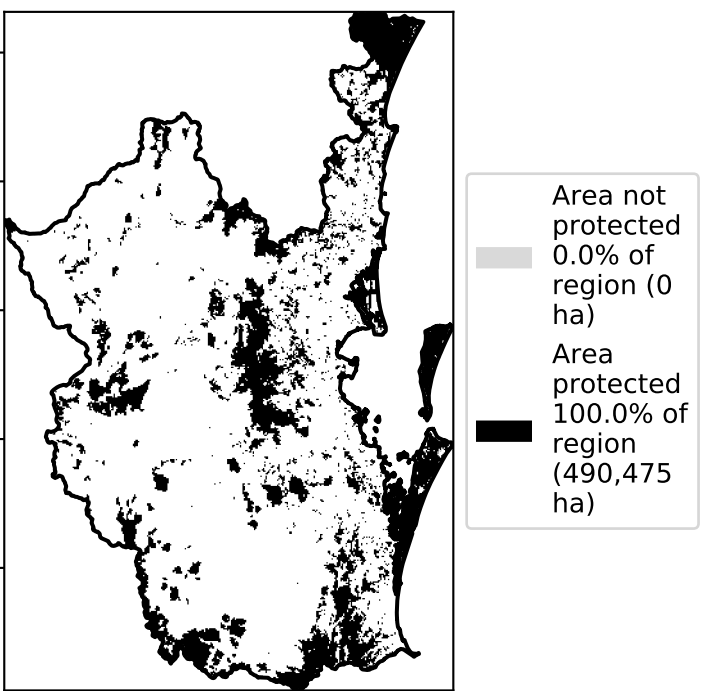 Area not
protected
0.0% of
region (0
ha)
Area
protected
100.0% of
region
(490,475
ha)